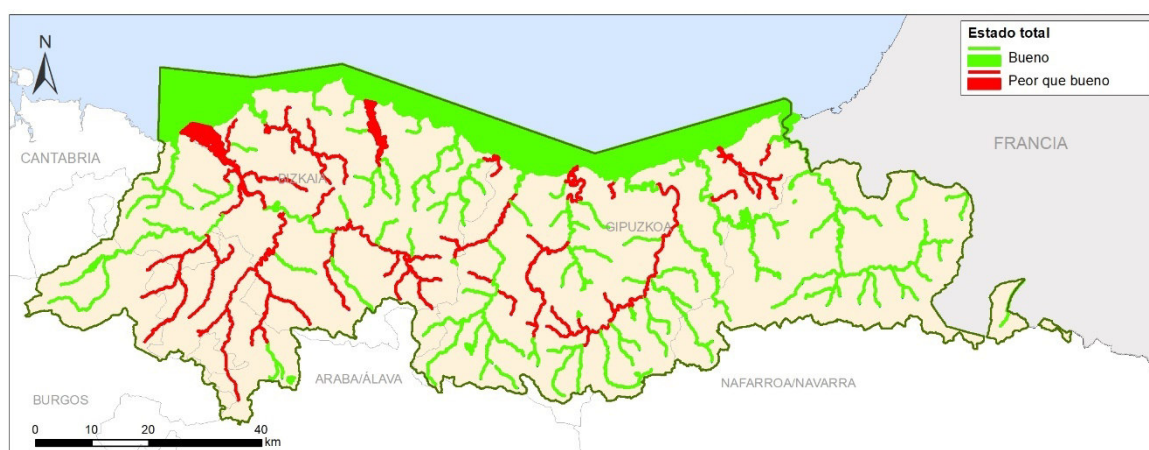 N
Estado total
Bueno
Peor que bueno
FRANCIA
CANTABRIA
BIZKAIA
GIPUZKOA
ARABA/ÁLAVA
NAFARROA/NAVARRA
BURGOS
0 10 20 40
km